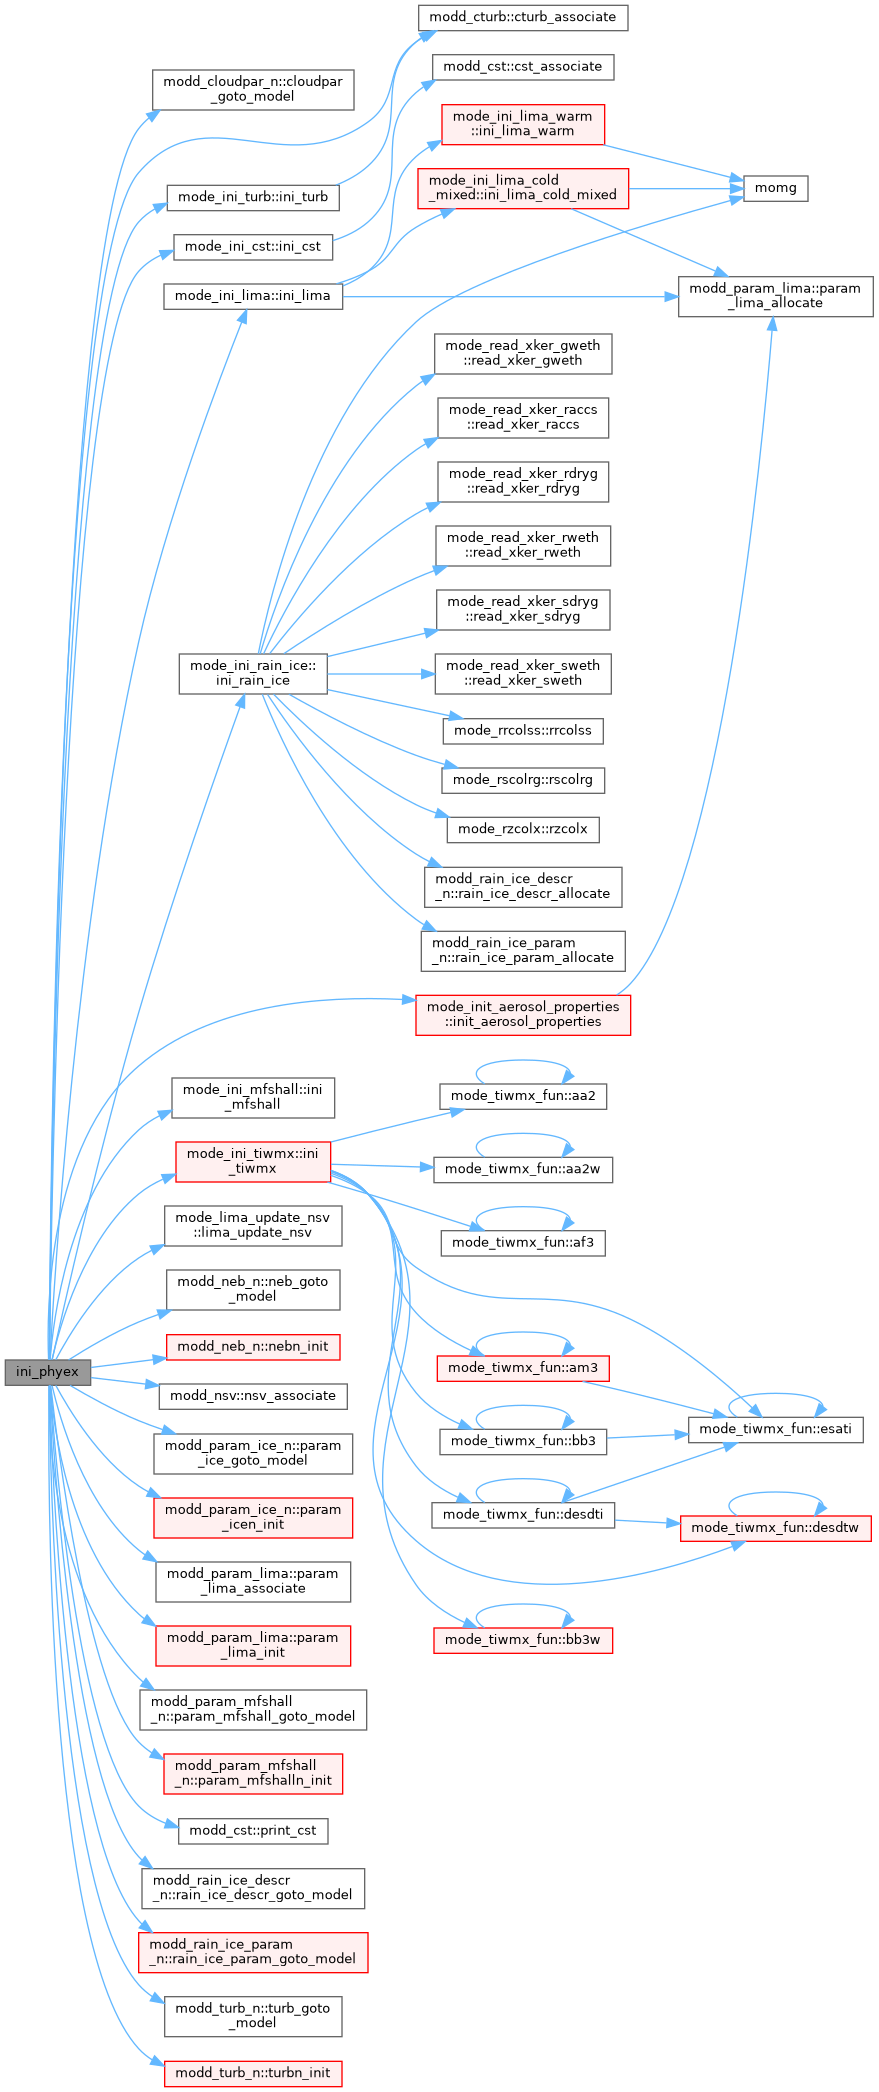 modd_cturb::cturb_associate
modd_cst::cst_associate
modd_cloudpar_n::cloudpar
_goto_model
mode_ini_lima_warm
::ini_lima_warm
mode_ini_lima_cold
_mixed::ini_lima_cold_mixed
momg
mode_ini_turb::ini_turb
mode_ini_cst::ini_cst
mode_ini_lima::ini_lima
modd_param_lima::param
_lima_allocate
mode_read_xker_gweth
::read_xker_gweth
mode_read_xker_raccs
::read_xker_raccs
mode_read_xker_rdryg
::read_xker_rdryg
mode_read_xker_rweth
::read_xker_rweth
mode_read_xker_sdryg
::read_xker_sdryg
mode_ini_rain_ice::
ini_rain_ice
mode_read_xker_sweth
::read_xker_sweth
mode_rrcolss::rrcolss
mode_rscolrg::rscolrg
mode_rzcolx::rzcolx
modd_rain_ice_descr
_n::rain_ice_descr_allocate
modd_rain_ice_param
_n::rain_ice_param_allocate
mode_init_aerosol_properties
::init_aerosol_properties
mode_ini_mfshall::ini
_mfshall
mode_tiwmx_fun::aa2
mode_ini_tiwmx::ini
_tiwmx
mode_tiwmx_fun::aa2w
mode_lima_update_nsv
::lima_update_nsv
mode_tiwmx_fun::af3
modd_neb_n::neb_goto
_model
modd_neb_n::nebn_init
ini_phyex
mode_tiwmx_fun::am3
modd_nsv::nsv_associate
mode_tiwmx_fun::esati
mode_tiwmx_fun::bb3
modd_param_ice_n::param
_ice_goto_model
modd_param_ice_n::param
_icen_init
mode_tiwmx_fun::desdti
mode_tiwmx_fun::desdtw
modd_param_lima::param
_lima_associate
modd_param_lima::param
_lima_init
mode_tiwmx_fun::bb3w
modd_param_mfshall
_n::param_mfshall_goto_model
modd_param_mfshall
_n::param_mfshalln_init
modd_cst::print_cst
modd_rain_ice_descr
_n::rain_ice_descr_goto_model
modd_rain_ice_param
_n::rain_ice_param_goto_model
modd_turb_n::turb_goto
_model
modd_turb_n::turbn_init